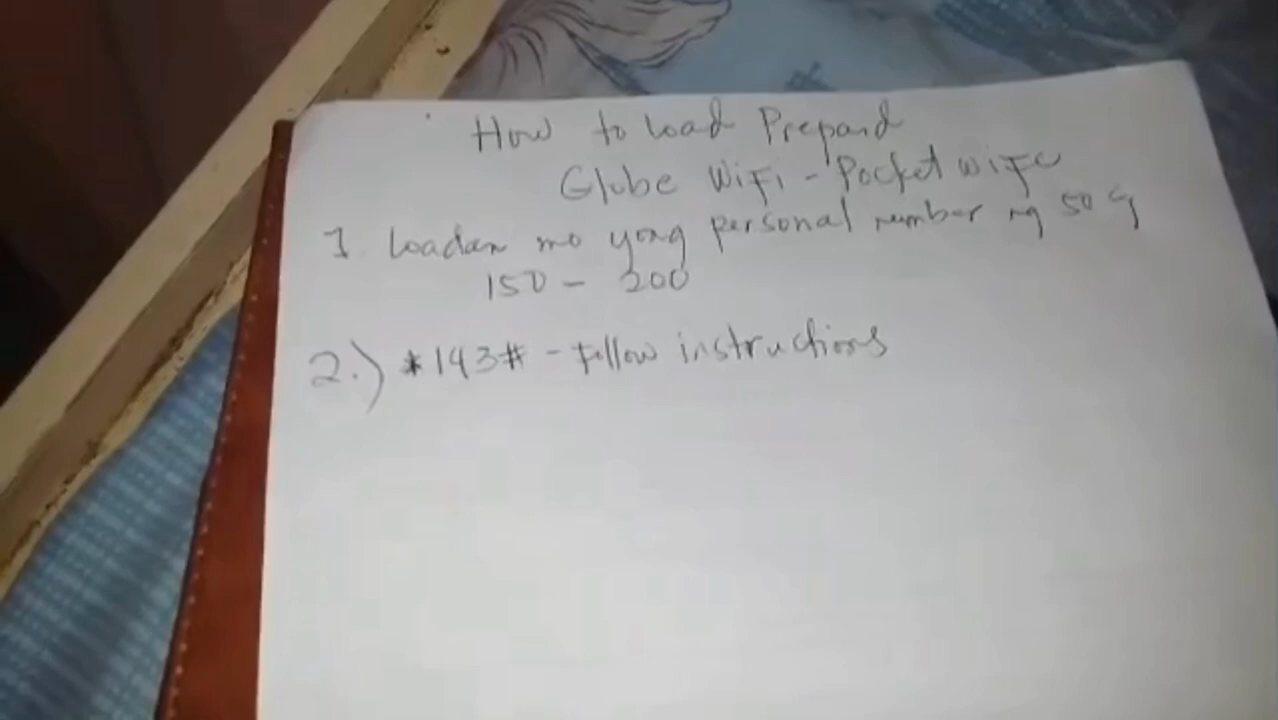 How to load Prepaid
Globe WiFi - Pocket wifi
1. Loadan mo yong personal number ng 50
150 - 200
2.) *143# - Follow instructions